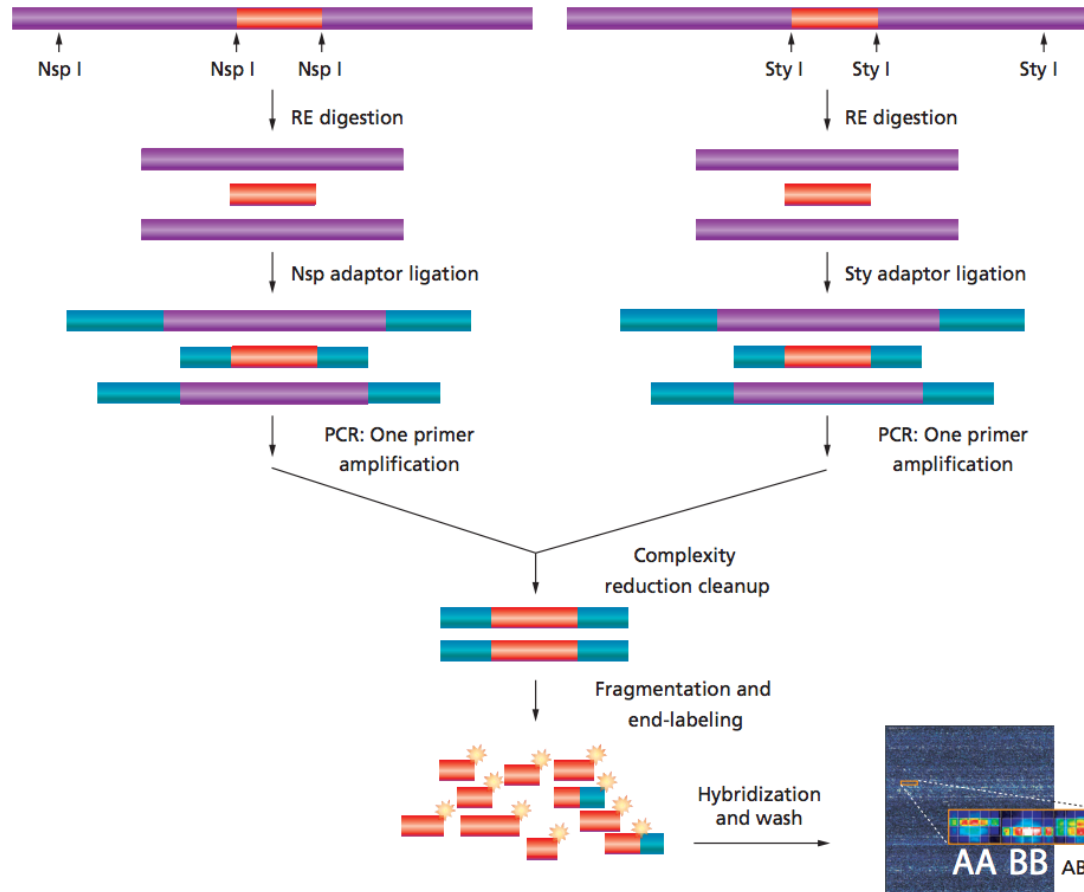 Nsp I
Nsp I
Nsp I
Sty I
Sty I
Sty I
RE digestion
RE digestion
Nsp adaptor ligation
Sty adaptor ligation
PCR: One primer
amplification
PCR: One primer
amplification
Complexity
reduction cleanup
Fragmentation and
end-labeling
Hybridization
and wash
AA
BB
AB